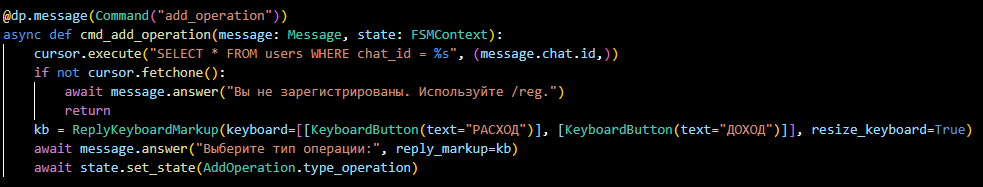 @dp.message(Command("add_operation"))
async def cmd_add_operation(message: Message, state: FSMContext):
    cursor.execute("SELECT * FROM users WHERE chat_id = %s", (message.chat.id,))
    if not cursor.fetchone():
        await message.answer("Вы не зарегистрированы. Используйте /reg.")
        return
    kb = ReplyKeyboardMarkup(keyboard=[[KeyboardButton(text="РАСХОД")], [KeyboardButton(text="ДОХОД")]], resize_keyboard=True)
    await message.answer("Выберите тип операции:", reply_markup=kb)
    await state.set_state(AddOperation.type_operation)